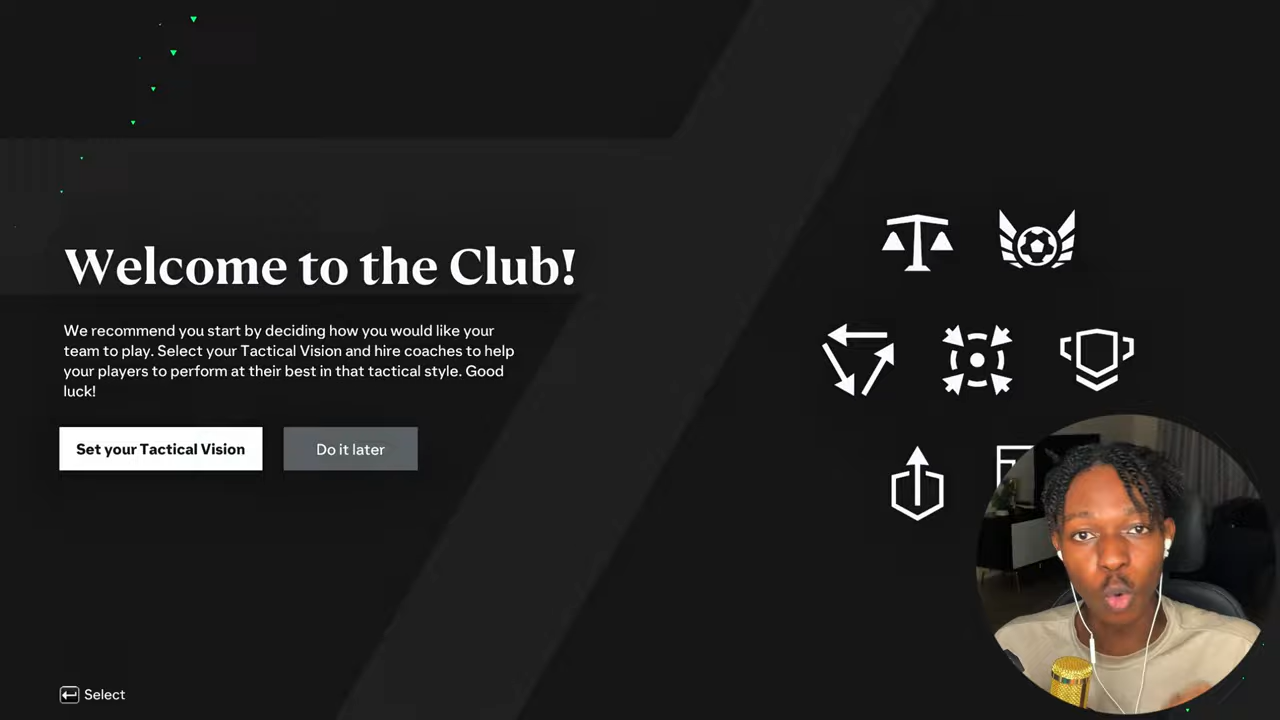 Welcome to the Club!
We recommend you start by deciding how you would like your
team to play. Select your Tactical Vision and hire coaches to help
your players to perform at their best in that tactical style. Good
luck!
Set your Tactical Vision
Do it later
Select